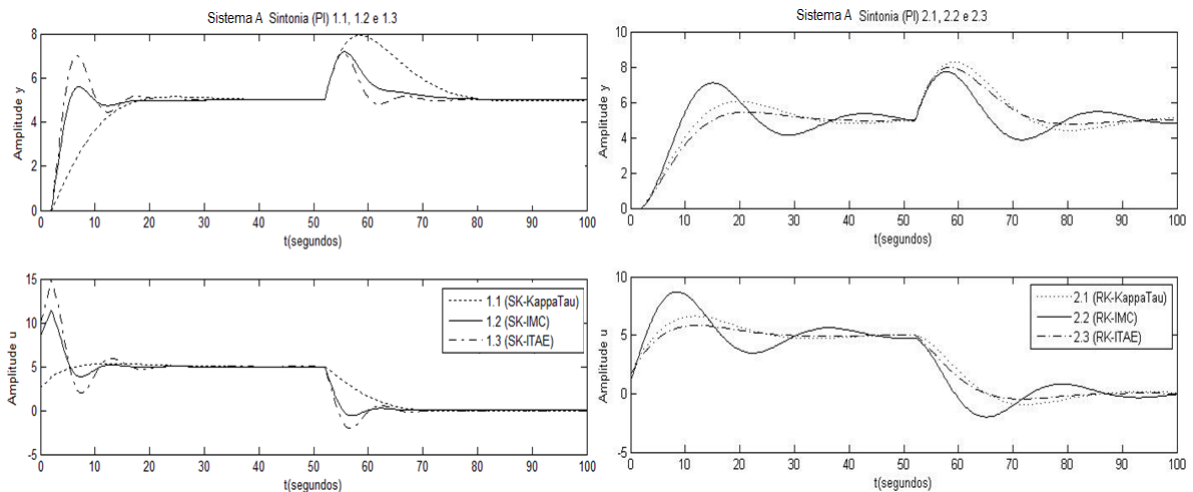 Sistema A Sintonia (PI) 1.1, 1.2 e 1.3
8
6
4
2
0
Amplitude y
0 10 20 30 40 50 60 70 80 90 100
t(segundos)
15
10
5
0
-5
Amplitude u
1.1 (SK-KappaTau)
1.2 (SK-IMC)
1.3 (SK-ITAE)
0 10 20 30 40 50 60 70 80 90 100
t(segundos)
Sistema A Sintonia (PI) 2.1, 2.2 e 2.3
10
8
6
4
2
0
Amplitude y
0 10 20 30 40 50 60 70 80 90 100
t(segundos)
10
5
0
-5
Amplitude u
2.1 (RK-KappaTau)
2.2 (RK-IMC)
2.3 (RK-ITAE)
0 10 20 30 40 50 60 70 80 90 100
t(segundos)